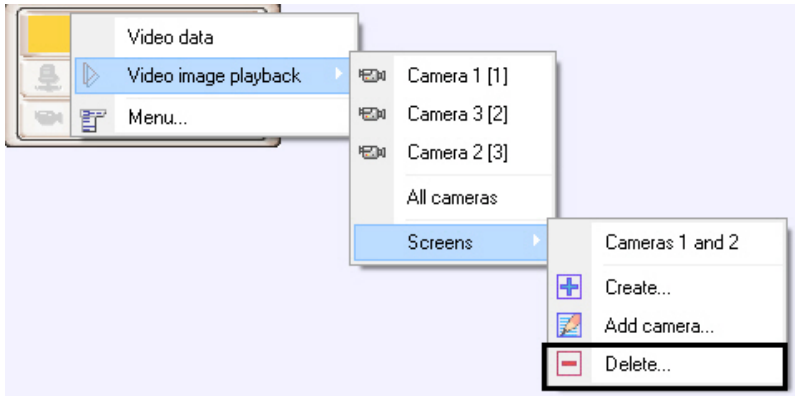 Video data
Video image playback
Menu...
Camera 1 [1]
Camera 3 [2]
Camera 2 [3]
All cameras
Screens
Cameras 1 and 2
Create...
Add camera...
Delete...